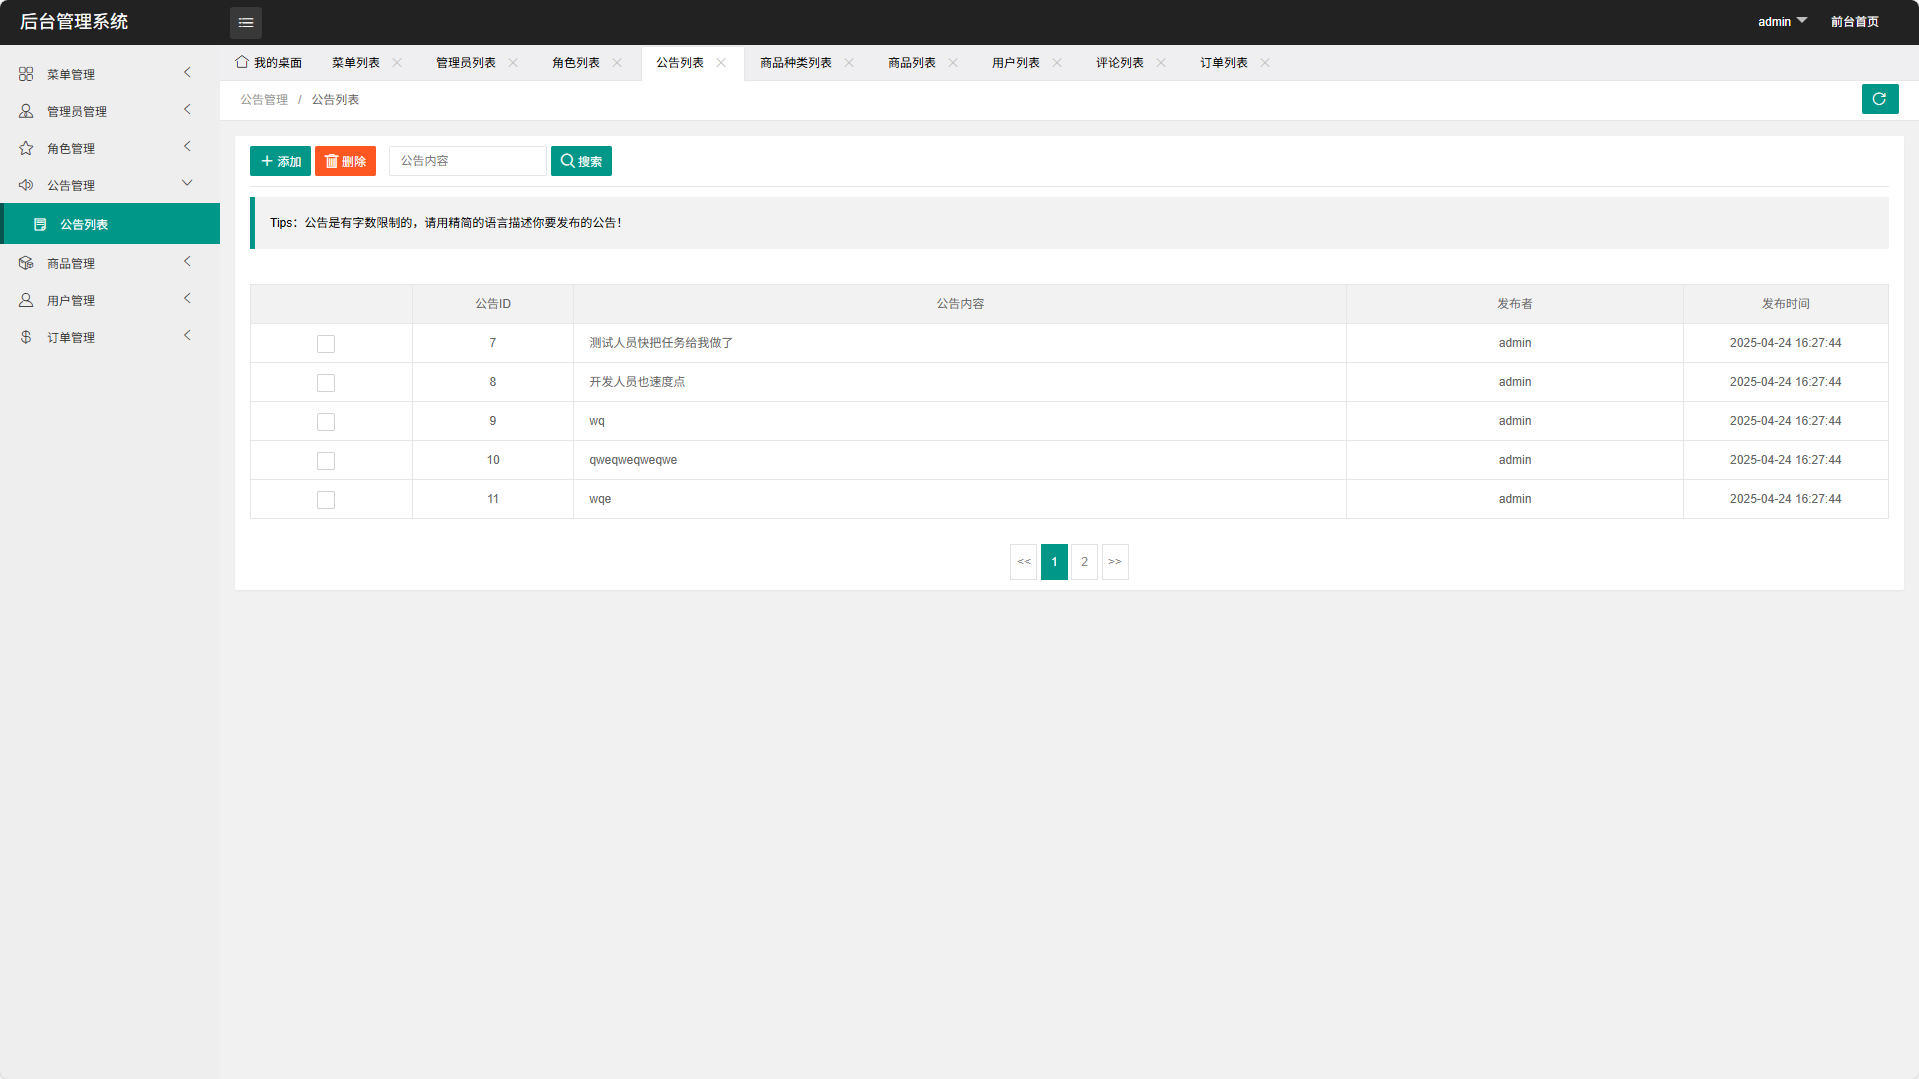 后台管理系统
admin 前台首页
我的桌面 菜单列表 管理员列表 角色列表 公告列表 商品种类列表 商品列表 用户列表 评论列表 订单列表
菜单管理
管理员管理
角色管理
公告管理
公告列表
商品管理
用户管理
订单管理
公告管理 / 公告列表
添加 删除 公告内容 搜索
Tips：公告是有字数限制的，请用精简的语言描述你要发布的公告！
公告ID 公告内容 发布者 发布时间
7 测试人员快把任务给我做了 admin 2025-04-24 16:27:44
8 开发人员也速度点 admin 2025-04-24 16:27:44
9 wq admin 2025-04-24 16:27:44
10 qweqweqweqwe admin 2025-04-24 16:27:44
11 wqe admin 2025-04-24 16:27:44
<< 1 2 >>